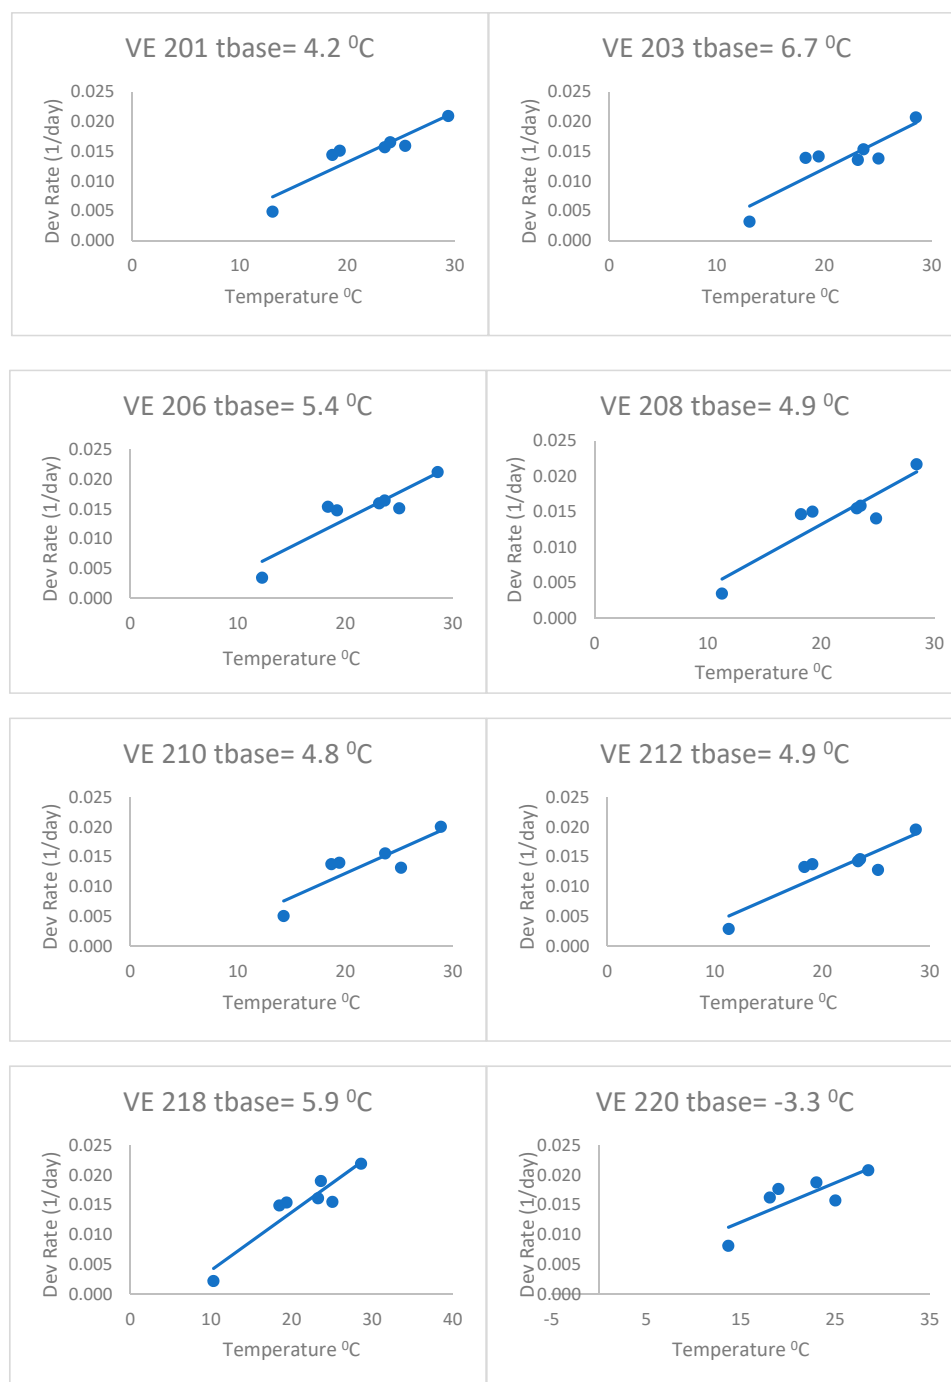 VE 201 tbase= 4.2 ⁰C
Dev Rate (1/day)
0.025
0.020
0.015
0.010
0.005
0.000
0 10 20 30
Temperature ⁰C
VE 203 tbase= 6.7 ⁰C
Dev Rate (1/day)
0.025
0.020
0.015
0.010
0.005
0.000
0 10 20 30
Temperature ⁰C
VE 206 tbase= 5.4 ⁰C
Dev Rate (1/day)
0.025
0.020
0.015
0.010
0.005
0.000
0 10 20 30
Temperature ⁰C
VE 208 tbase= 4.9 ⁰C
Dev Rate (1/day)
0.025
0.020
0.015
0.010
0.005
0.000
0 10 20 30
Temperature ⁰C
VE 210 tbase= 4.8 ⁰C
Dev Rate (1/day)
0.025
0.020
0.015
0.010
0.005
0.000
0 10 20 30
Temperature ⁰C
VE 212 tbase= 4.9 ⁰C
Dev Rate (1/day)
0.025
0.020
0.015
0.010
0.005
0.000
0 10 20 30
Temperature ⁰C
VE 218 tbase= 5.9 ⁰C
Dev Rate (1/day)
0.025
0.020
0.015
0.010
0.005
0.000
0 10 20 30 40
Temperature ⁰C
VE 220 tbase= -3.3 ⁰C
Dev Rate (1/day)
0.025
0.020
0.015
0.010
0.005
0.000
-5 5 15 25 35
Temperature ⁰C